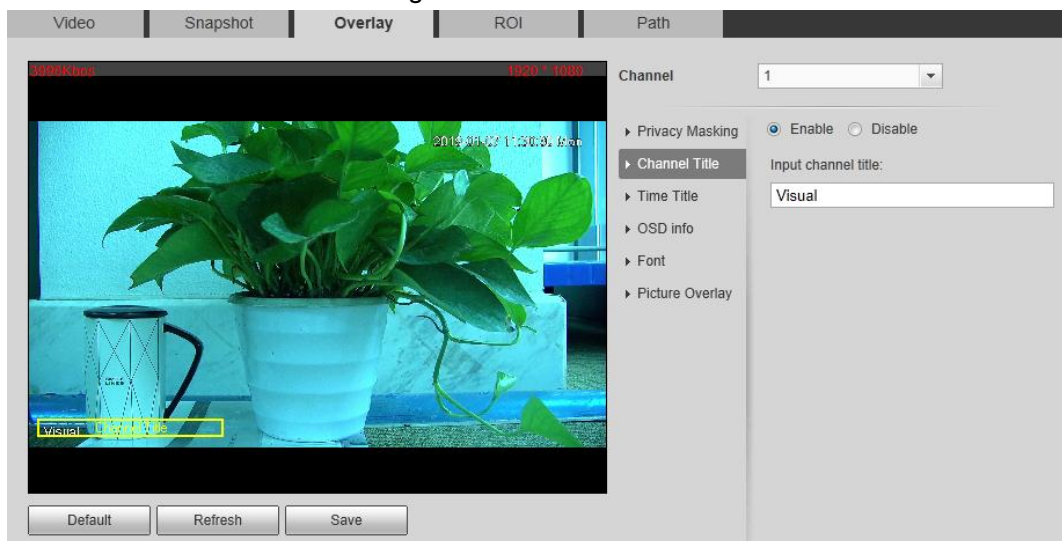 Video Snapshot Overlay ROI Path
1920 * 1080
Channel 1
Privacy Masking
Enable Disable
Channel Title
Input channel title:
Visual
Time Title
OSD info
Font
Picture Overlay
Visual Channel Title
Default Refresh Save